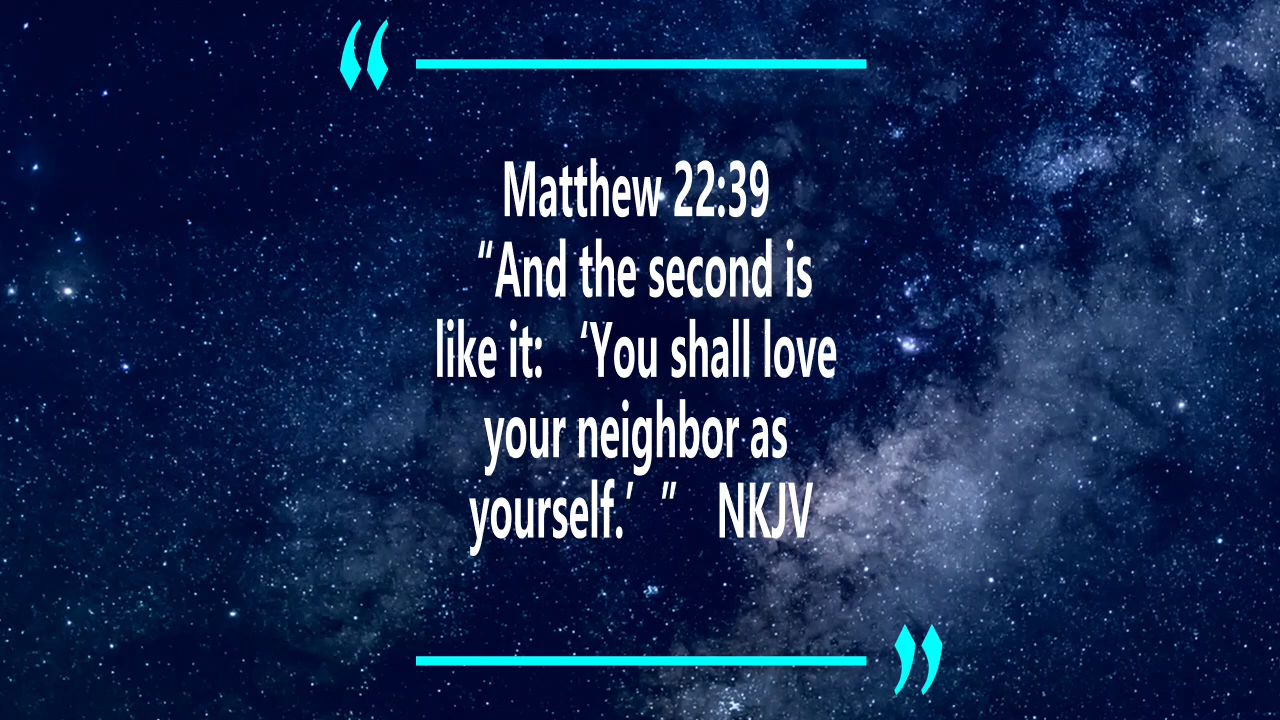 “
Matthew 22:39
“And the second is
like it: ‘You shall love
your neighbor as
yourself.’ ” NKJV
”